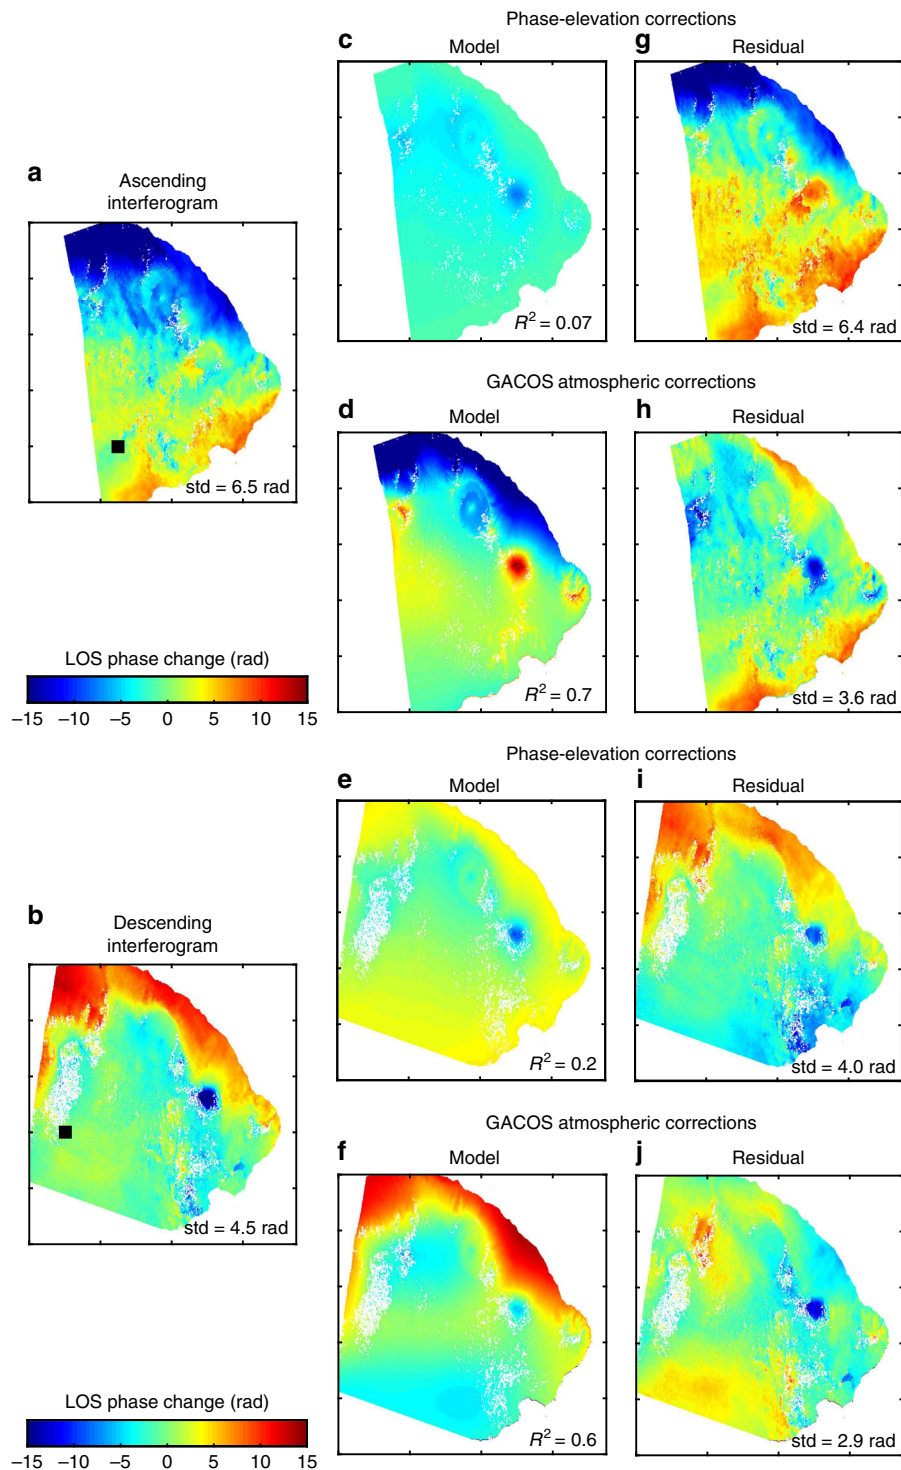 Phase-elevation corrections
c
Model
g
Residual
R² = 0.07
std = 6.4 rad
a
Ascending
interferogram
std = 6.5 rad
GACOS atmospheric corrections
d
Model
h
Residual
R² = 0.7
std = 3.6 rad
LOS phase change (rad)
−15 −10 −5 0 5 10 15
Phase-elevation corrections
e
Model
i
Residual
R² = 0.2
std = 4.0 rad
b
Descending
interferogram
std = 4.5 rad
GACOS atmospheric corrections
f
Model
j
Residual
R² = 0.6
std = 2.9 rad
LOS phase change (rad)
−15 −10 −5 0 5 10 15